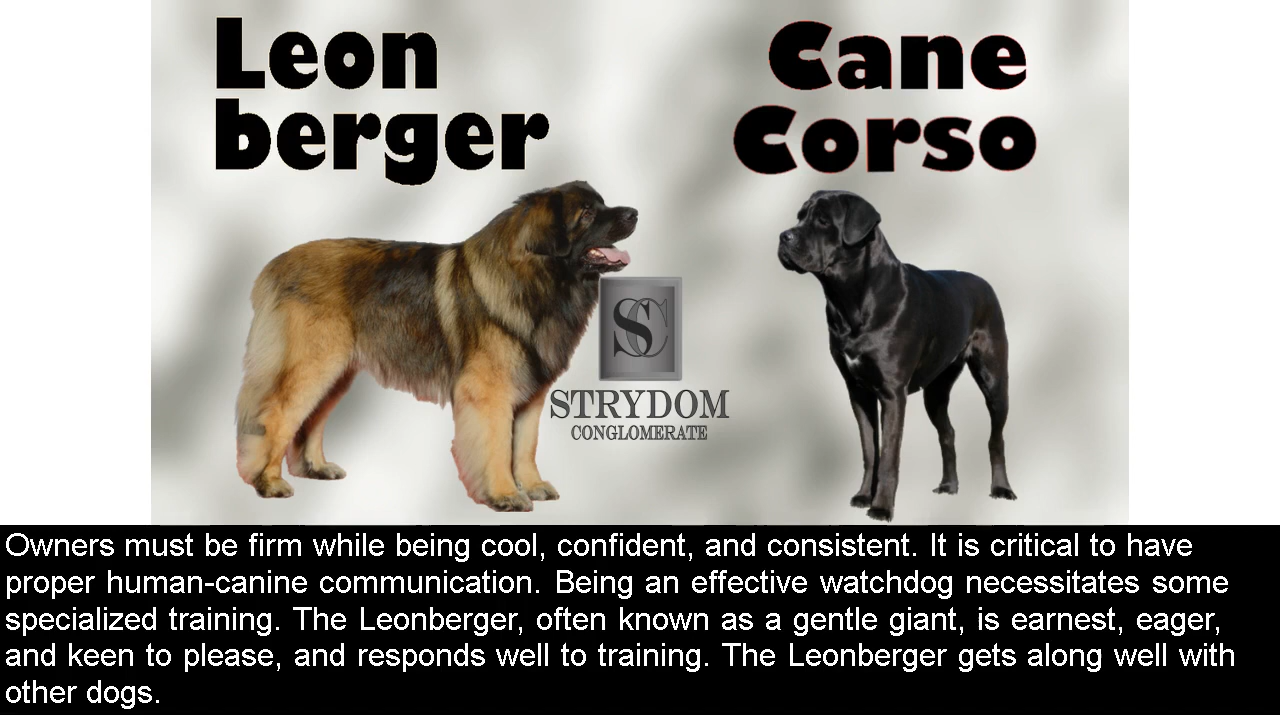 Leon
berger
Cane
Corso
SC
STRYDOM
CONGLOMERATE
Owners must be firm while being cool, confident, and consistent. It is critical to have
proper human-canine communication. Being an effective watchdog necessitates some
specialized training. The Leonberger, often known as a gentle giant, is earnest, eager,
and keen to please, and responds well to training. The Leonberger gets along well with
other dogs.